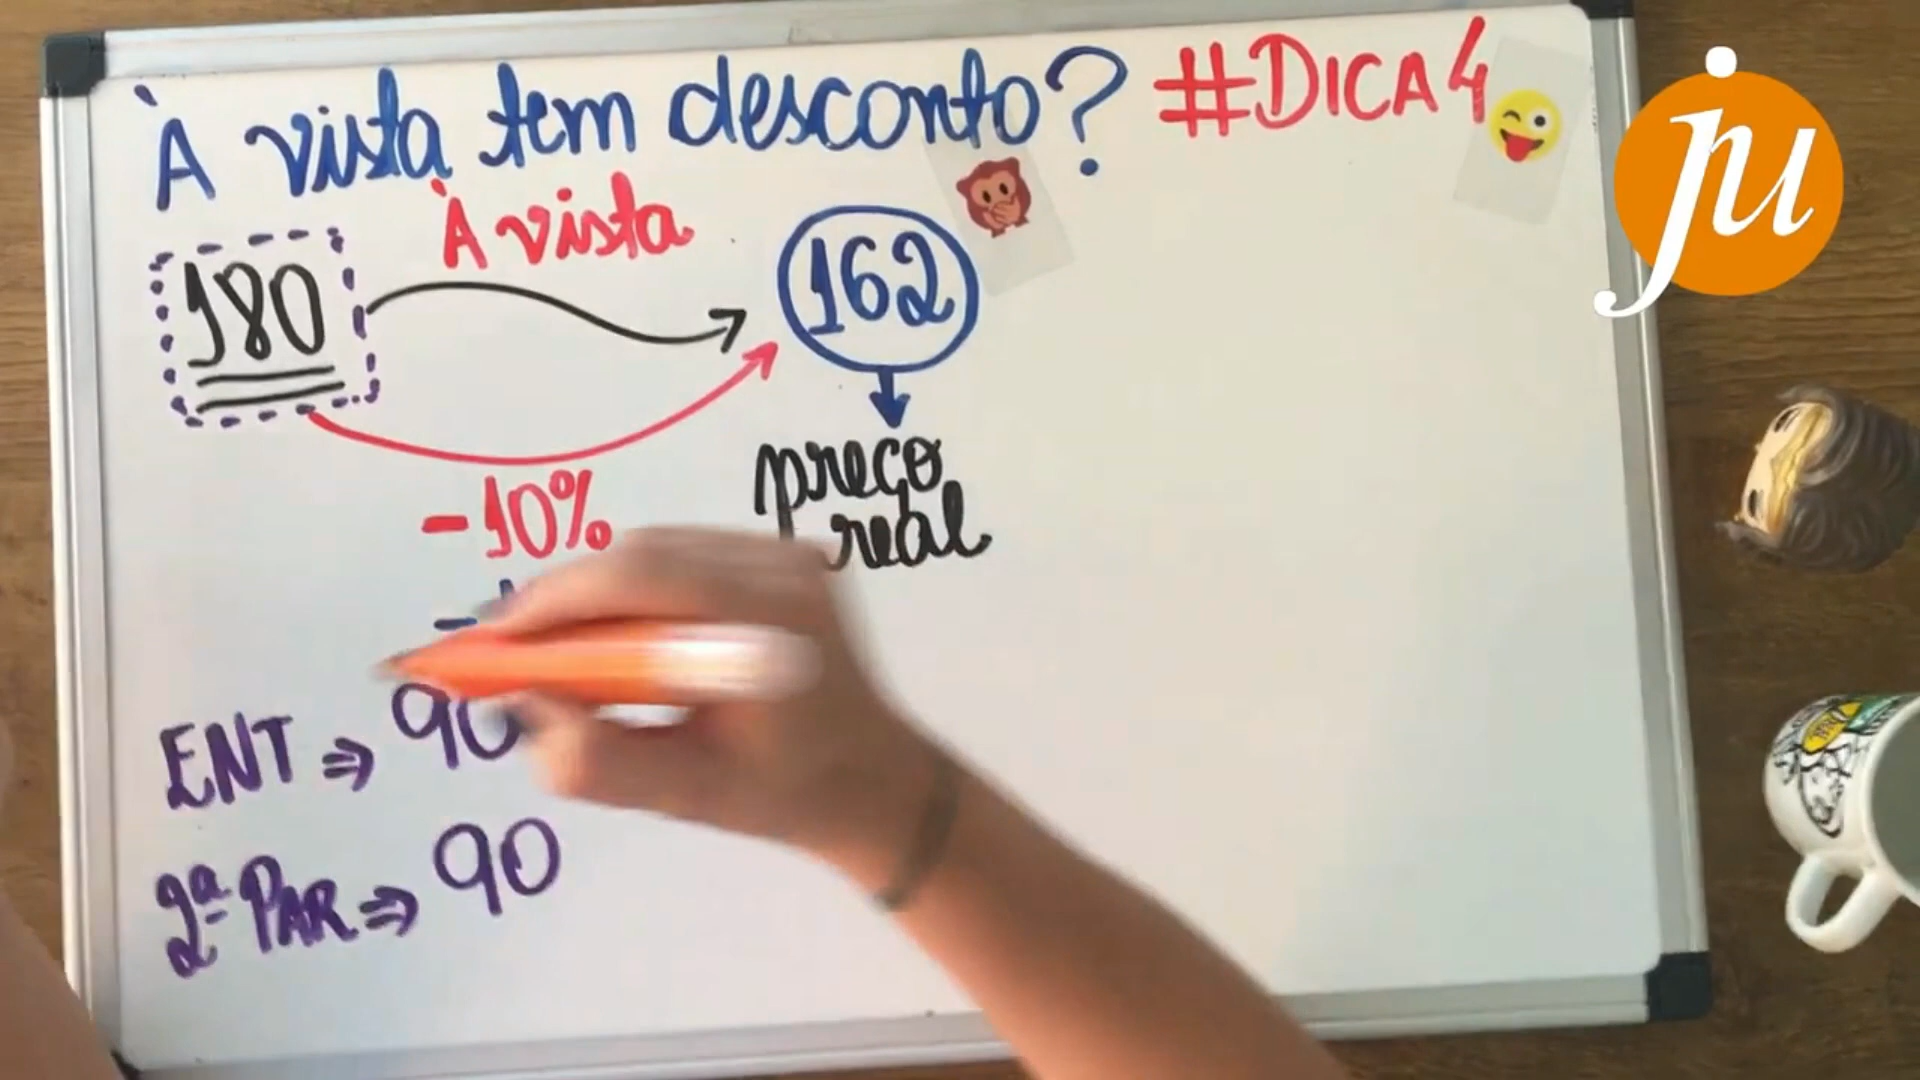 À vista tem desconto? #DICA4
À vista
180
162
preço
real
-10%
ENT ⇒ 90
2ª PAR ⇒ 90
ju